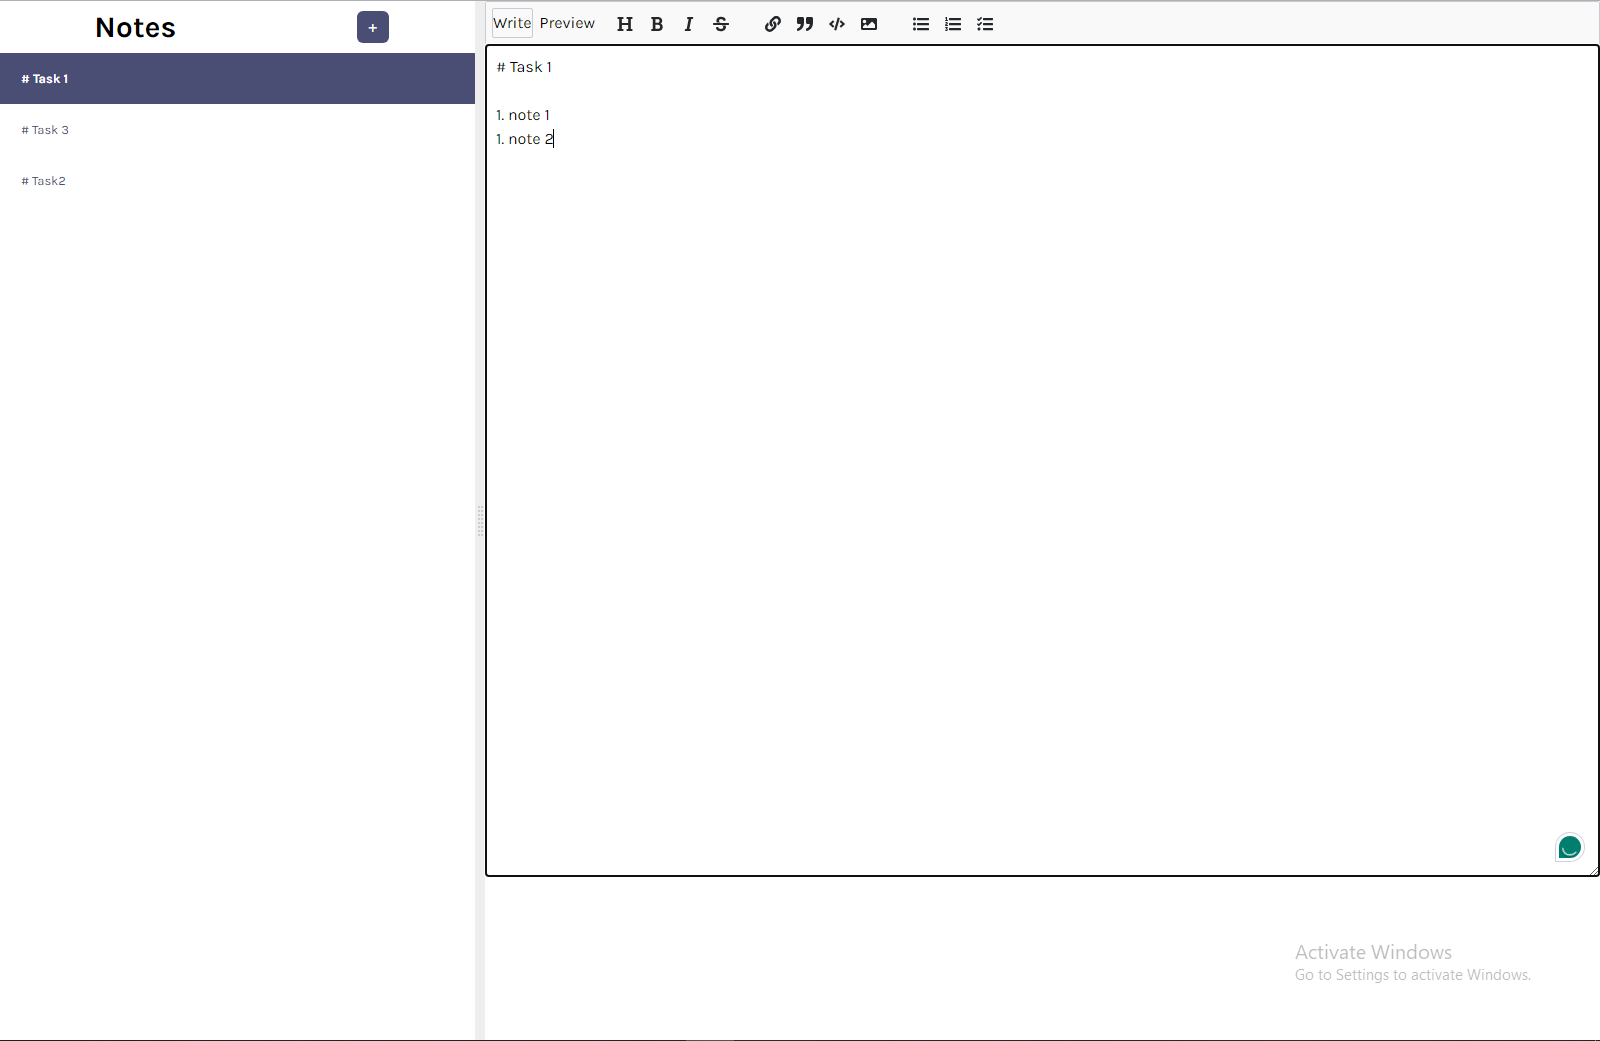 Notes
+
# Task 1
# Task 3
# Task2
Write Preview H B I S
# Task 1
1. note 1
1. note 2
Activate Windows
Go to Settings to activate Windows.